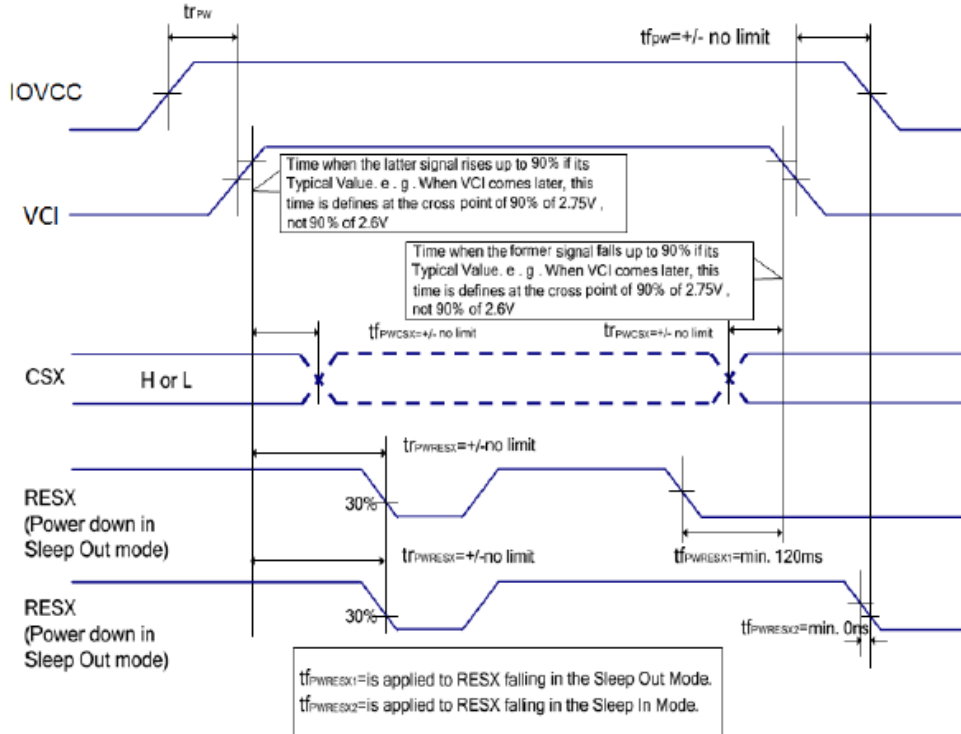 trPW
tfpw=+/- no limit
IOVCC
VCI
Time when the latter signal rises up to 90% if its
Typical Value. e . g . When VCI comes later, this
time is defines at the cross point of 90% of 2.75V ,
not 90% of 2.6V
Time when the former signal falls up to 90% if its
Typical Value. e . g . When VCI comes later, this
time is defines at the cross point of 90% of 2.75V ,
not 90% of 2.6V
tfPWCSX=+/- no limit
trPWCSX=+/- no limit
CSX
H or L
trPWRESX=+/-no limit
RESX
(Power down in
Sleep Out mode)
30%
tfPWRESX1=min. 120ms
trPWRESX=+/-no limit
RESX
(Power down in
Sleep Out mode)
30%
tfPWRESX2=min. 0ns
tfPWRESX1=is applied to RESX falling in the Sleep Out Mode.
tfPWRESX2=is applied to RESX falling in the Sleep In Mode.